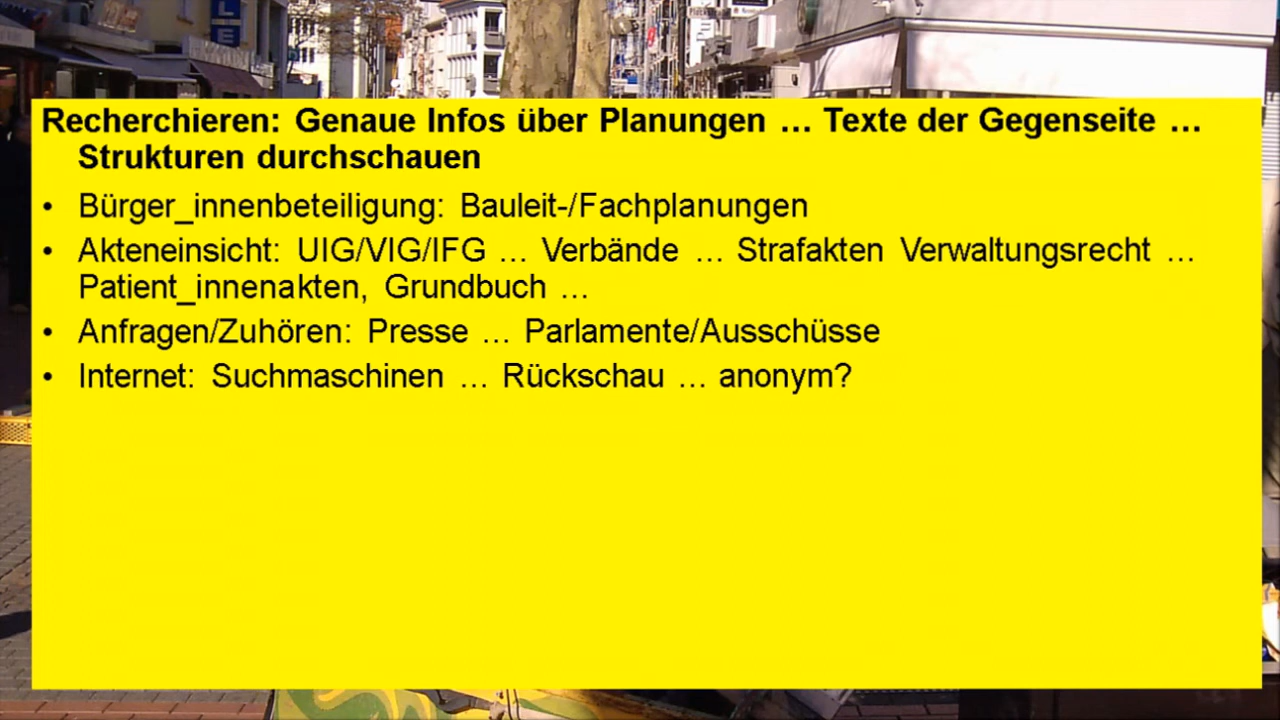 Recherchieren: Genaue Infos über Planungen … Texte der Gegenseite …
Strukturen durchschauen
• Bürger_innenbeteiligung: Bauleit-/Fachplanungen
• Akteneinsicht: UIG/VIG/IFG … Verbände … Strafakten Verwaltungsrecht …
Patient_innenakten, Grundbuch …
• Anfragen/Zuhören: Presse … Parlamente/Ausschüsse
• Internet: Suchmaschinen … Rückschau … anonym?